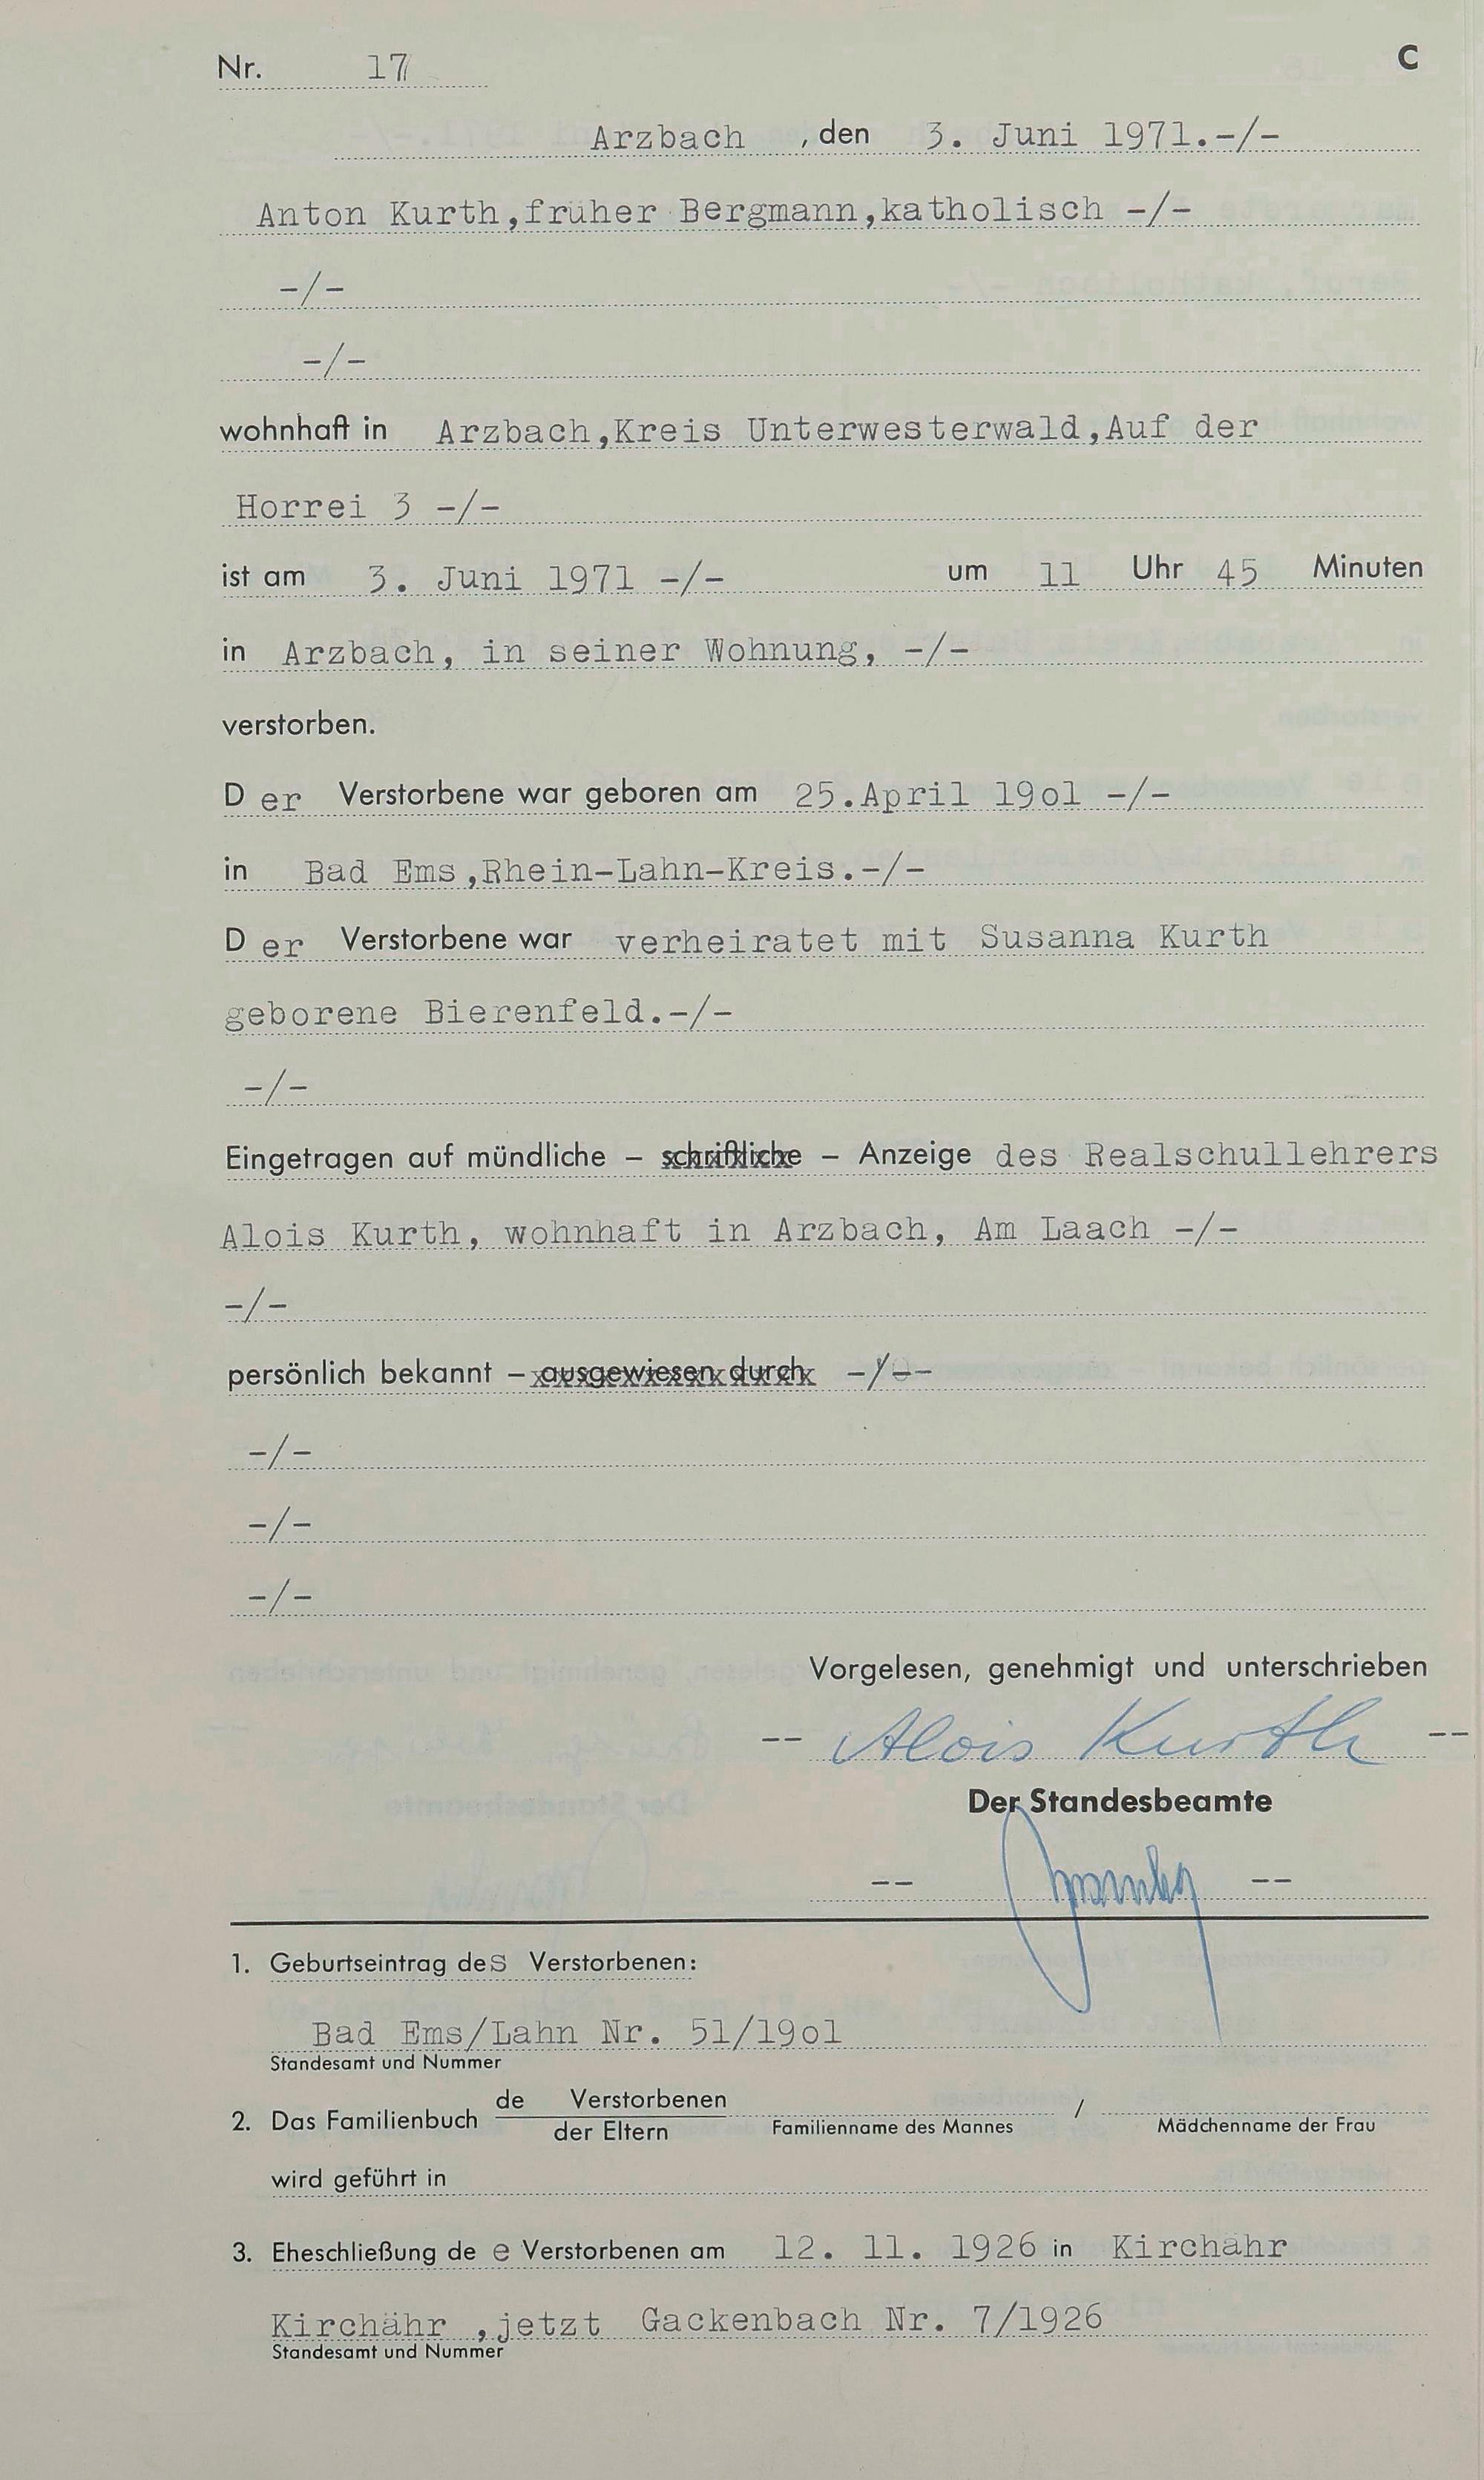 Nr. 17 C
Arzbach , den 3. Juni 1971.-/-
Anton Kurth,früher Bergmann,katholisch -/-
-/-
-/-
wohnhaft in Arzbach,Kreis Unterwesterwald,Auf der
Horrei 3 -/-
ist am 3. Juni 1971 -/- um 11 Uhr 45 Minuten
in Arzbach, in seiner Wohnung, -/-
verstorben.
D er Verstorbene war geboren am 25.April 19o1 -/-
in Bad Ems,Rhein-Lahn-Kreis.-/-
D er Verstorbene war verheiratet mit Susanna Kurth
geborene Bierenfeld.-/-
-/-
Eingetragen auf mündliche – schriftliche – Anzeige des Realschullehrers
Alois Kurth, wohnhaft in Arzbach, Am Laach -/-
-/-
persönlich bekannt – ausgewiesen durch -/--
-/-
-/-
-/-
Vorgelesen, genehmigt und unterschrieben
-- Alois Kurth --
Der Standesbeamte
-- --
1. Geburtseintrag des Verstorbenen:
Bad Ems/Lahn Nr. 51/19o1
Standesamt und Nummer
2. Das Familienbuch de Verstorbenen
der Eltern
/
Familienname des Mannes Mädchenname der Frau
wird geführt in
3. Eheschließung de e Verstorbenen am 12. 11. 1926 in Kirchähr
Kirchähr ,jetzt Gackenbach Nr. 7/1926
Standesamt und Nummer